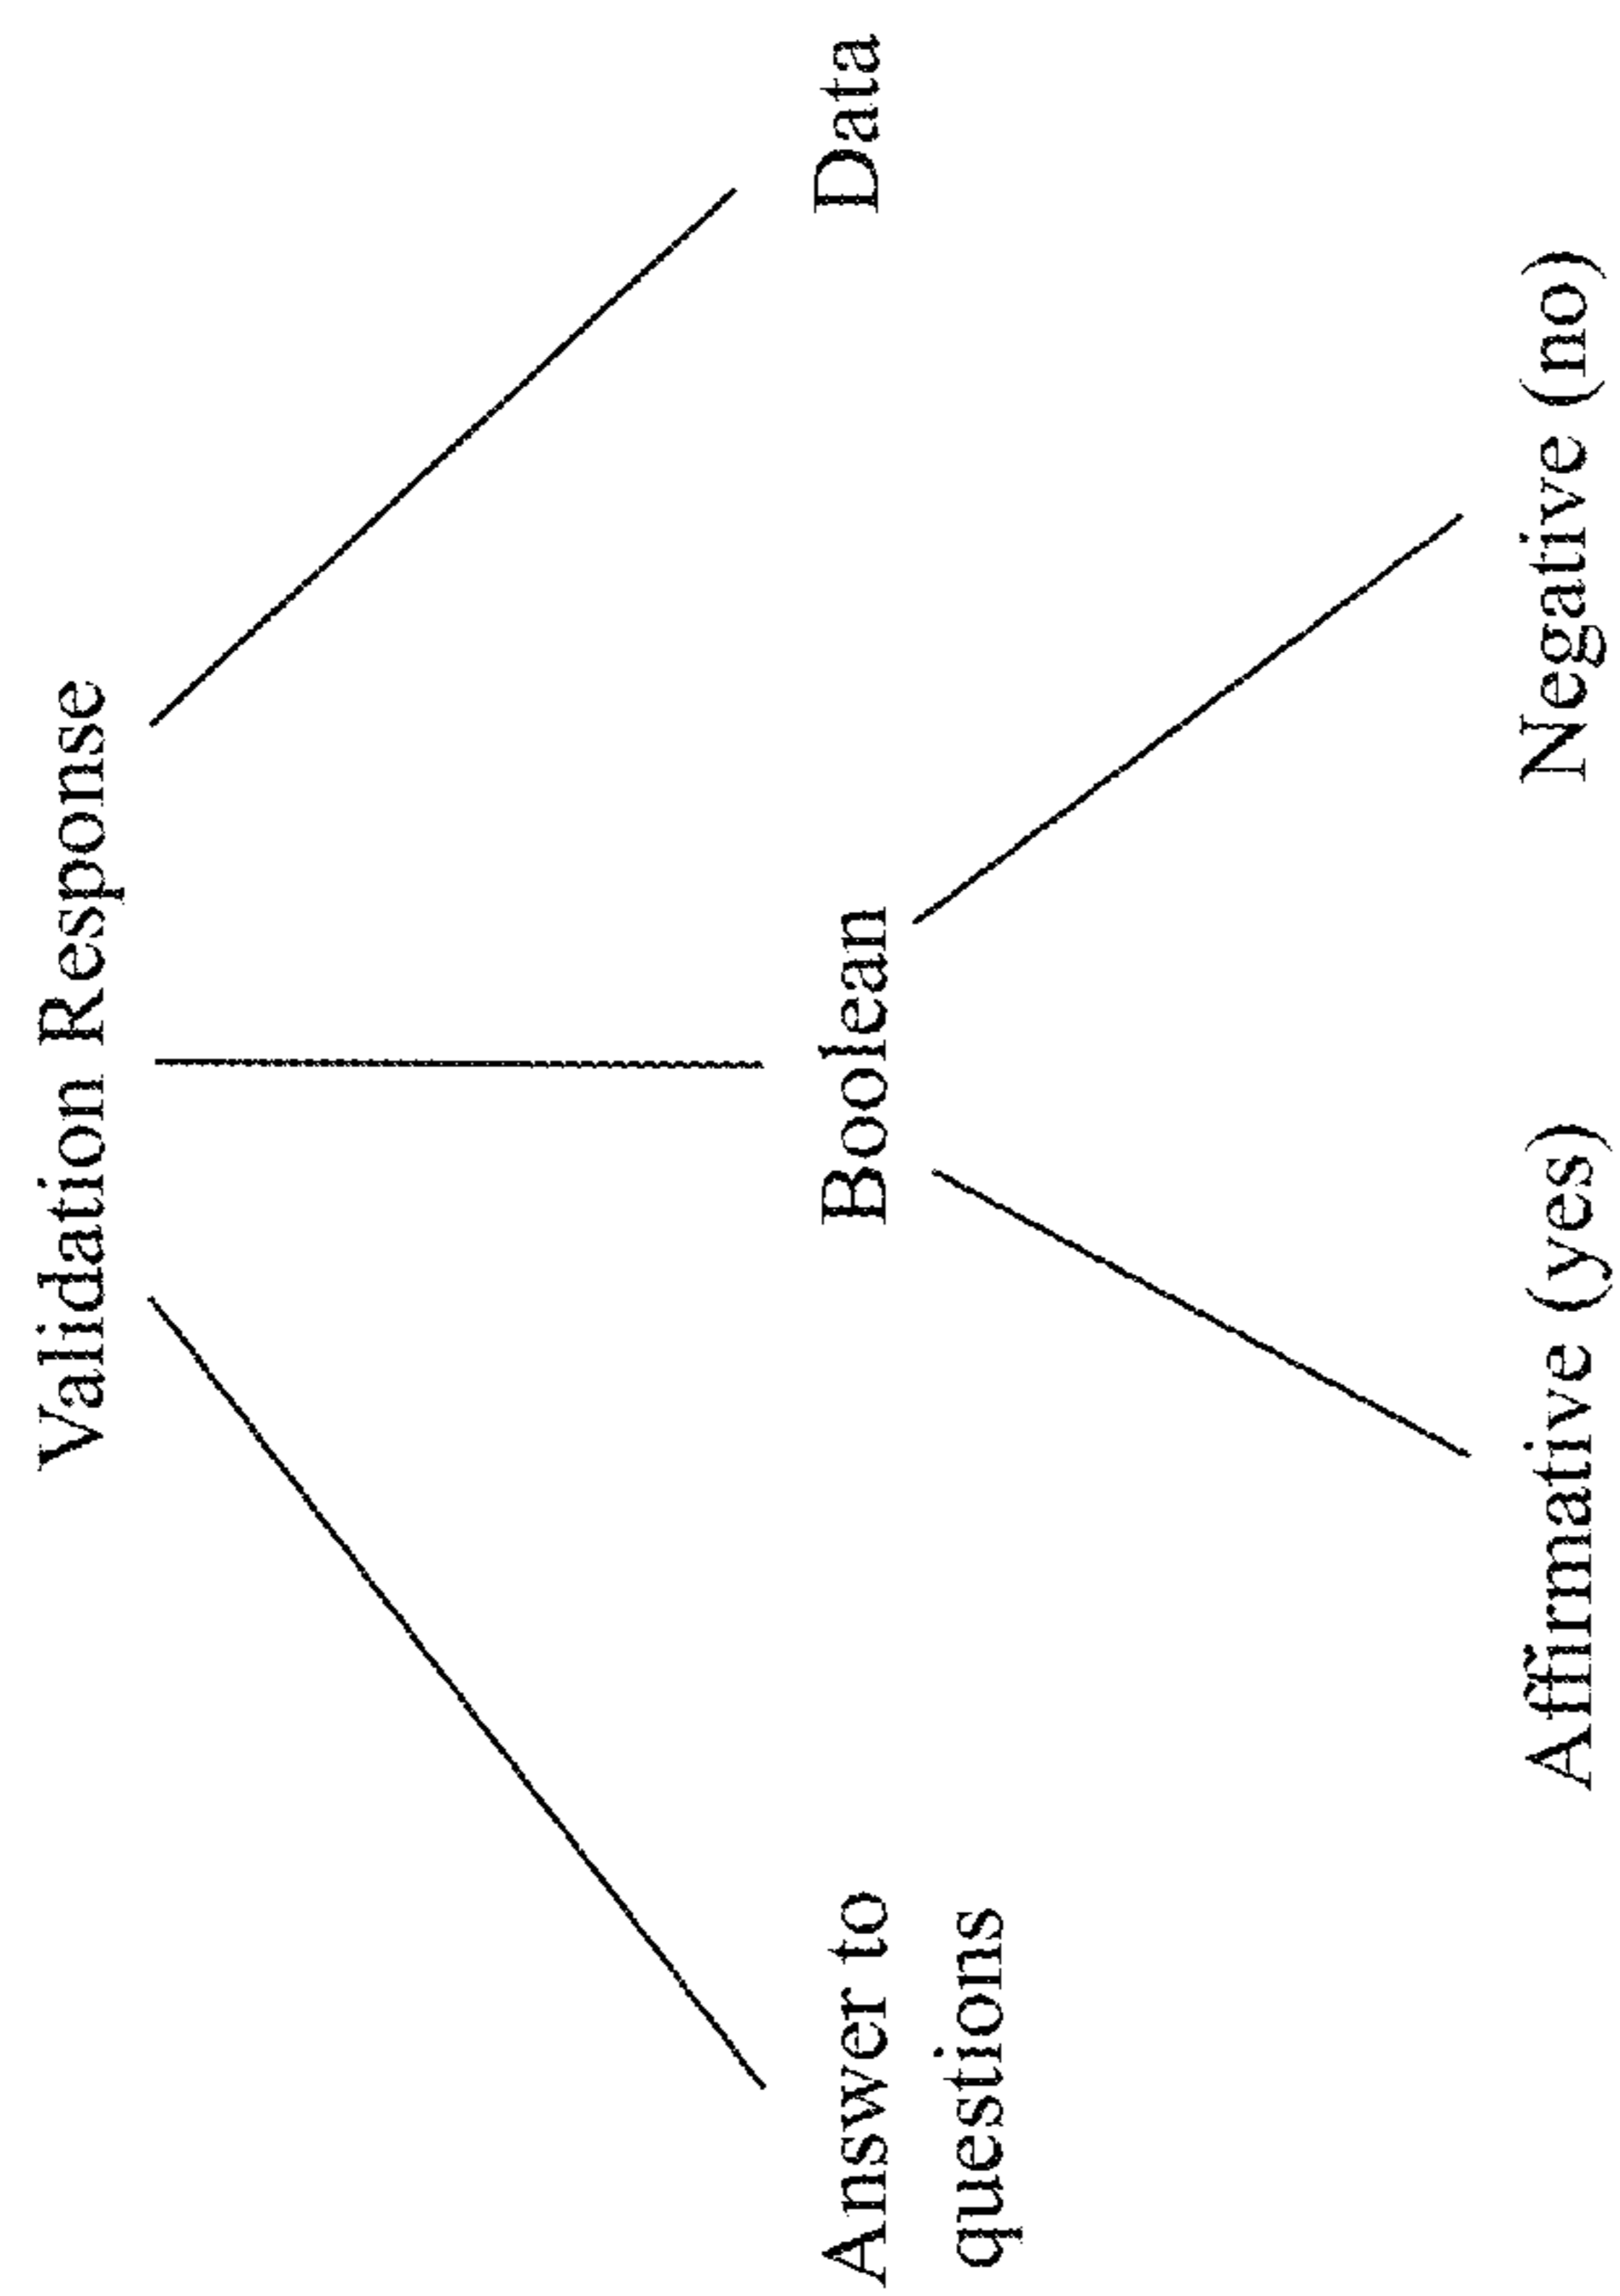 Validation Response
Answer to
questions
Boolean
Data
Affirmative (yes)
Negative (no)